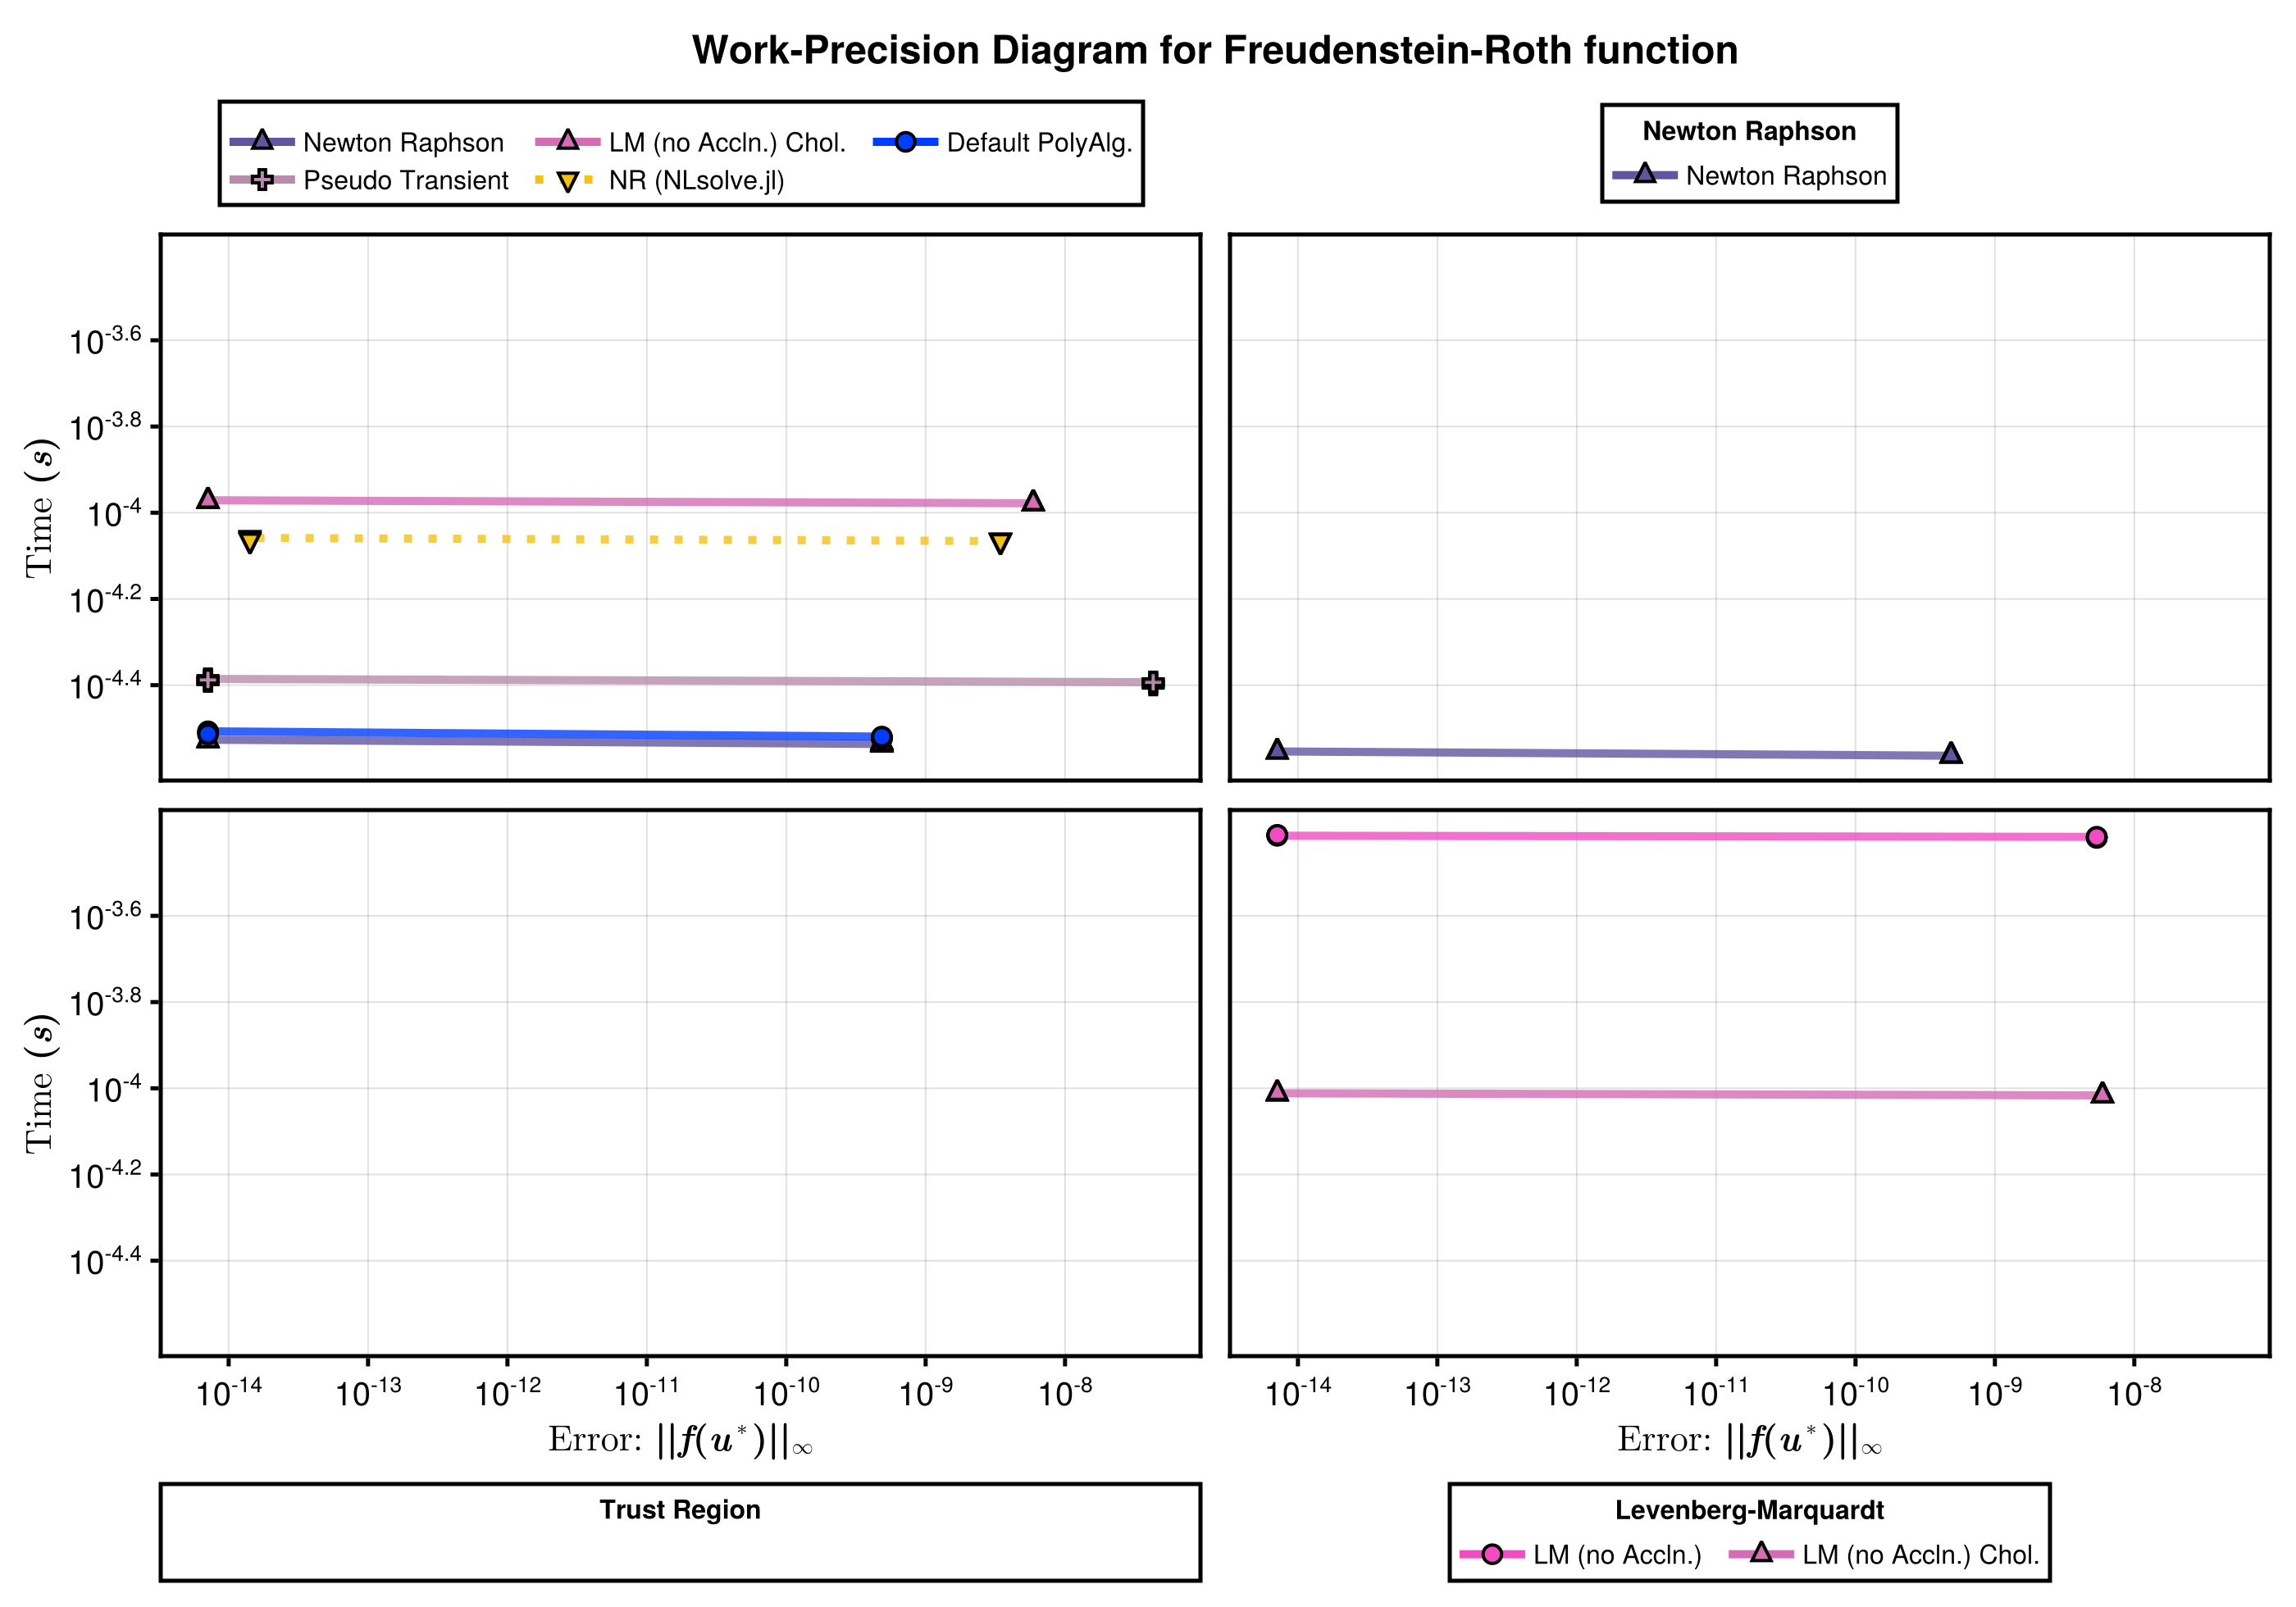 Work-Precision Diagram for Freudenstein-Roth function
Newton Raphson
LM (no Accln.) Chol.
Default PolyAlg.
Pseudo Transient
NR (NLsolve.jl)
Newton Raphson
Newton Raphson
Time (s)
10^-3.6
10^-3.8
10^-4
10^-4.2
10^-4.4
Time (s)
10^-3.6
10^-3.8
10^-4
10^-4.2
10^-4.4
10^-14 10^-13 10^-12 10^-11 10^-10 10^-9 10^-8
10^-14 10^-13 10^-12 10^-11 10^-10 10^-9 10^-8
Error: ||f(u*)||∞
Error: ||f(u*)||∞
Trust Region
Levenberg-Marquardt
LM (no Accln.)
LM (no Accln.) Chol.